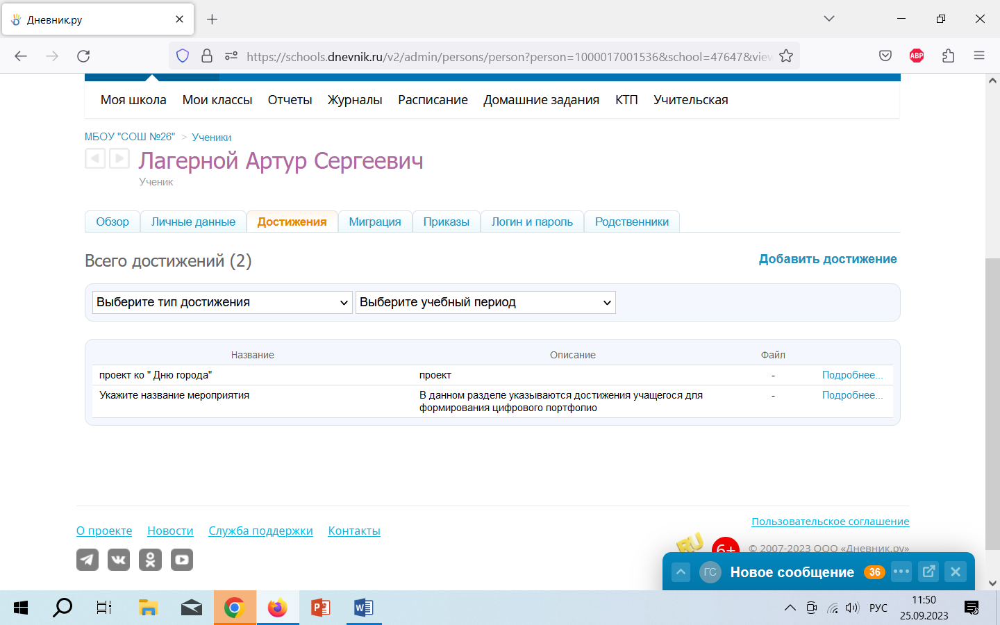 Дневник.ру
https://schools.dnevnik.ru/v2/admin/persons/person?person=1000017001536&school=47647&view
ABP
Моя школа Мои классы Отчеты Журналы Расписание Домашние задания КТП Учительская
МБОУ "СОШ №26" > Ученики
Лагерной Артур Сергеевич
Ученик
Обзор Личные данные Достижения Миграция Приказы Логин и пароль Родственники
Всего достижений (2) Добавить достижение
Выберите тип достижения Выберите учебный период
Название Описание Файл
проект ко " Дню города" проект - Подробнее...
Укажите название мероприятия В данном разделе указываются достижения учащегося для - Подробнее...
формирования цифрового портфолио
Пользовательское соглашение
О проекте Новости Служба поддержки Контакты
RU 6+ © 2007-2023 ООО «Дневник.ру»
ГС Новое сообщение 36
РУС 11:50
25.09.2023